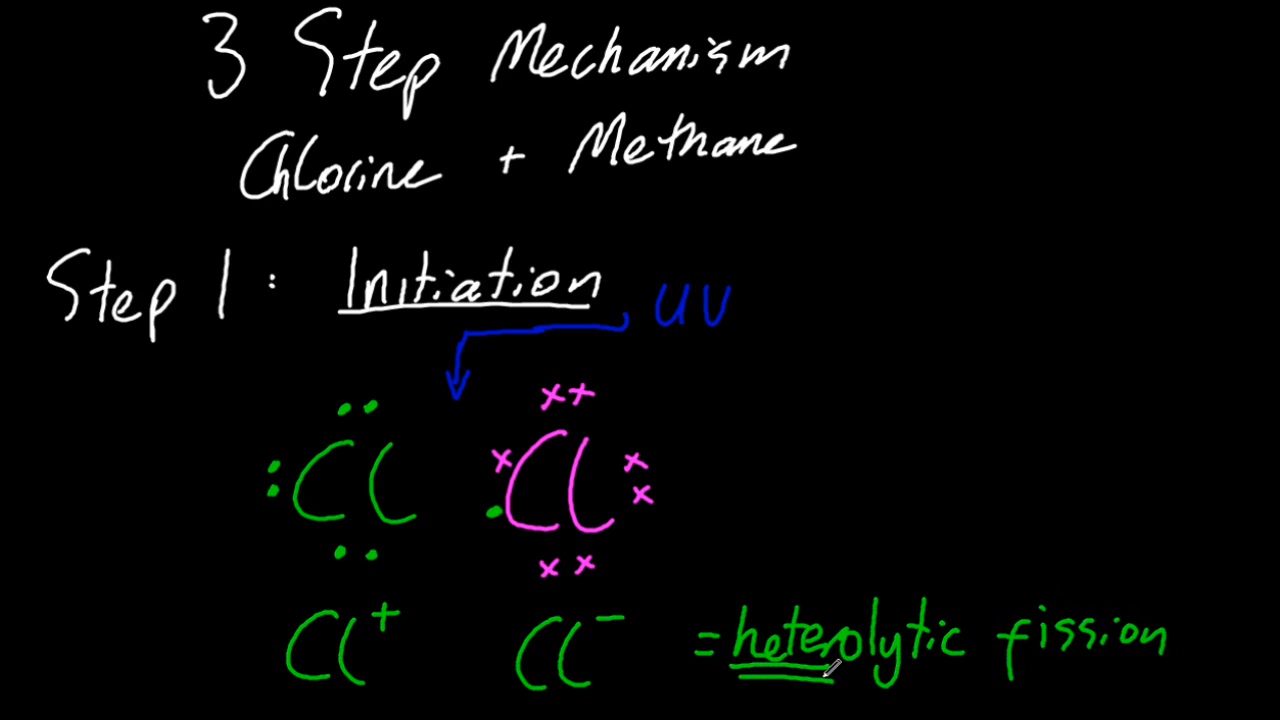 3 Step Mechanism
Chlorine + Methane
Step 1: Initiation
UV
Cl Cl
Cl+ Cl- = heterolytic fission